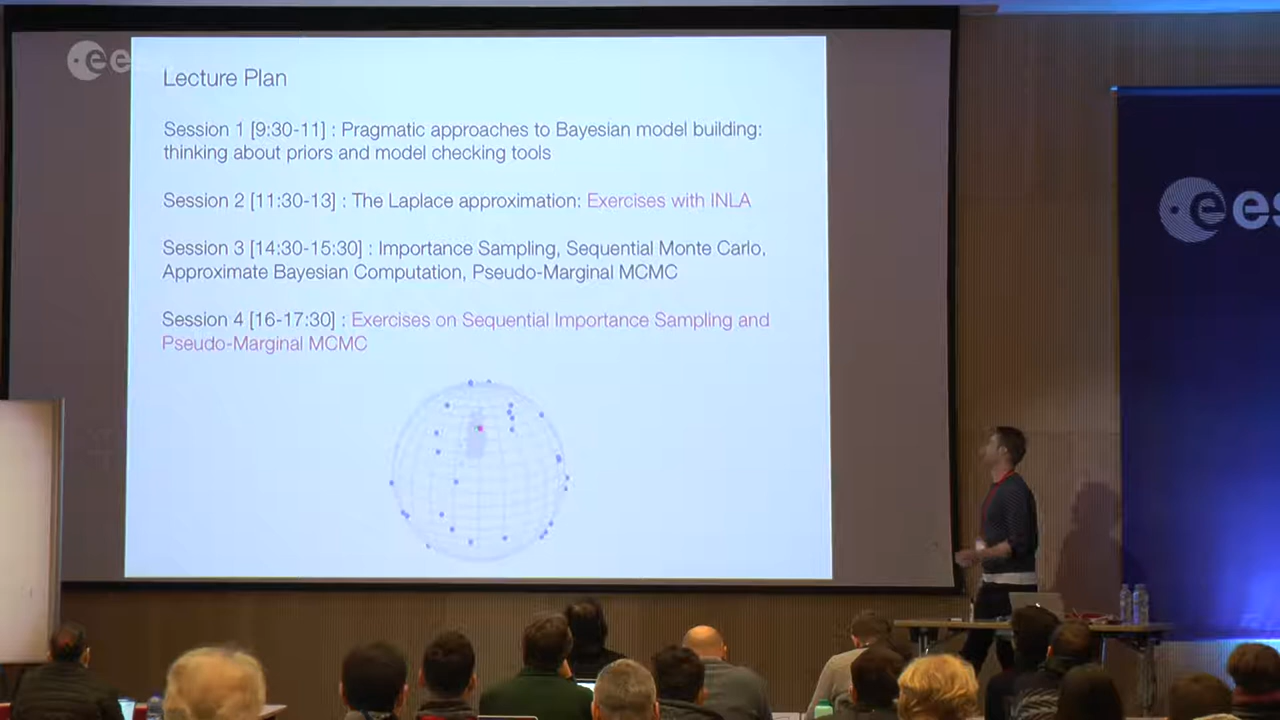 ees
Lecture Plan
Session 1 [9:30-11] : Pragmatic approaches to Bayesian model building:
thinking about priors and model checking tools
Session 2 [11:30-13] : The Laplace approximation: Exercises with INLA
Session 3 [14:30-15:30] : Importance Sampling, Sequential Monte Carlo,
Approximate Bayesian Computation, Pseudo-Marginal MCMC
Session 4 [16-17:30] : Exercises on Sequential Importance Sampling and
Pseudo-Marginal MCMC
es